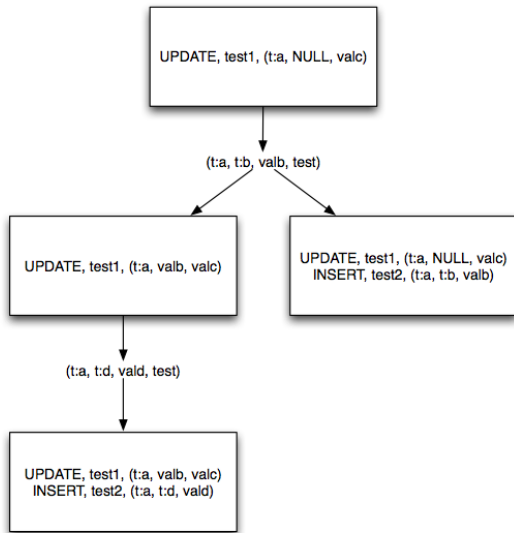 UPDATE, test1, (t:a, NULL, valc)
(t:a, t:b, valb, test)
UPDATE, test1, (t:a, valb, valc)
UPDATE, test1, (t:a, NULL, valc)
INSERT, test2, (t:a, t:b, valb)
(t:a, t:d, vald, test)
UPDATE, test1, (t:a, valb, valc)
INSERT, test2, (t:a, t:d, vald)